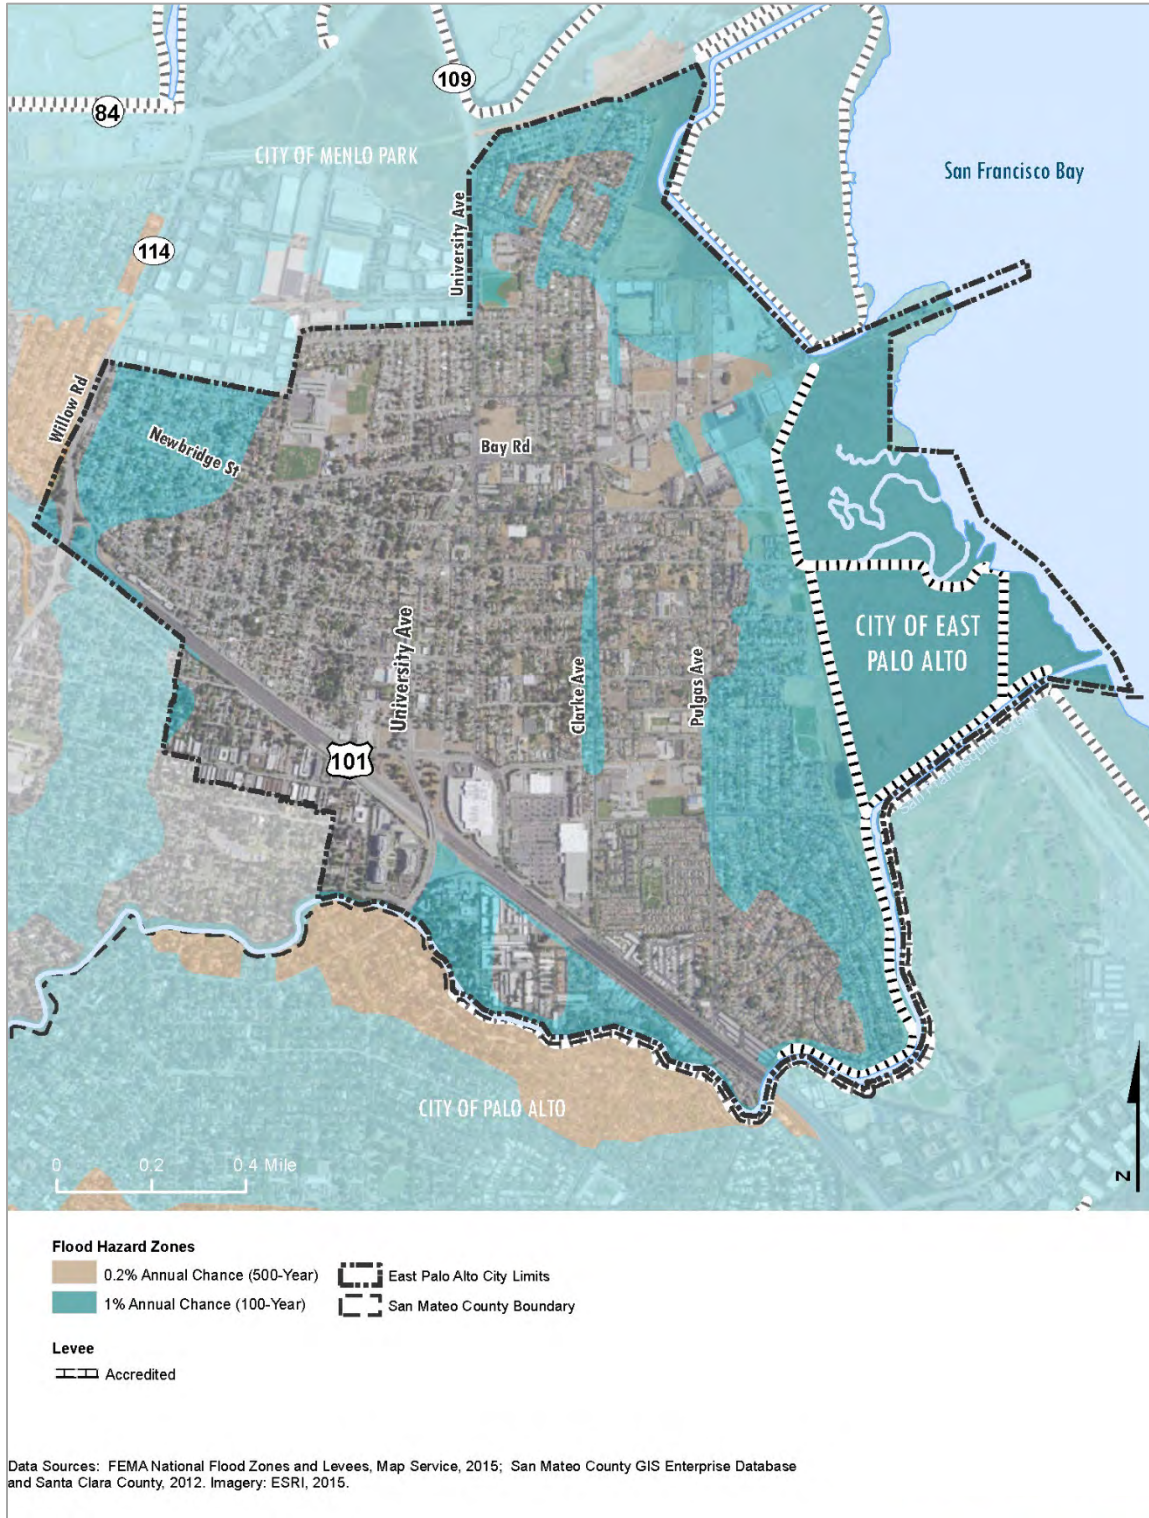 109
84
CITY OF MENLO PARK
San Francisco Bay
University Ave
114
Willow Rd
Newbridge St
Bay Rd
University Ave
Clarke Ave
Pulgas Ave
CITY OF EAST
PALO ALTO
101
CITY OF PALO ALTO
0 0.2 0.4 Mile
N
Flood Hazard Zones
0.2% Annual Chance (500-Year)
1% Annual Chance (100-Year)
East Palo Alto City Limits
San Mateo County Boundary
Levee
Accredited
Data Sources: FEMA National Flood Zones and Levees, Map Service, 2015; San Mateo County GIS Enterprise Database
and Santa Clara County, 2012. Imagery: ESRI, 2015.